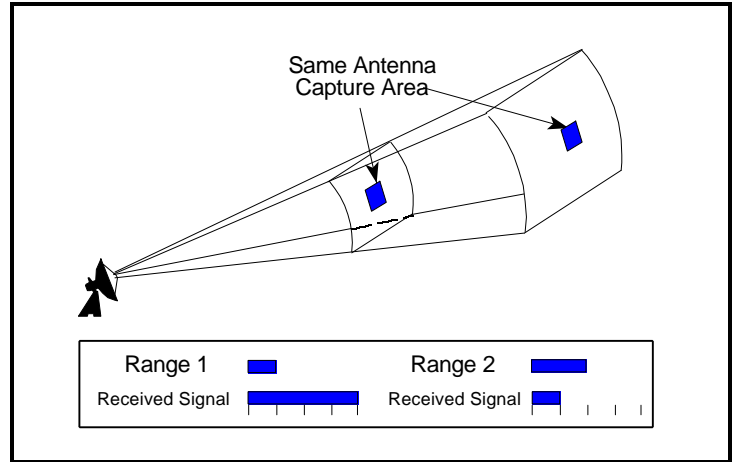 Same Antenna
Capture Area
Range 1
Range 2
Received Signal
Received Signal